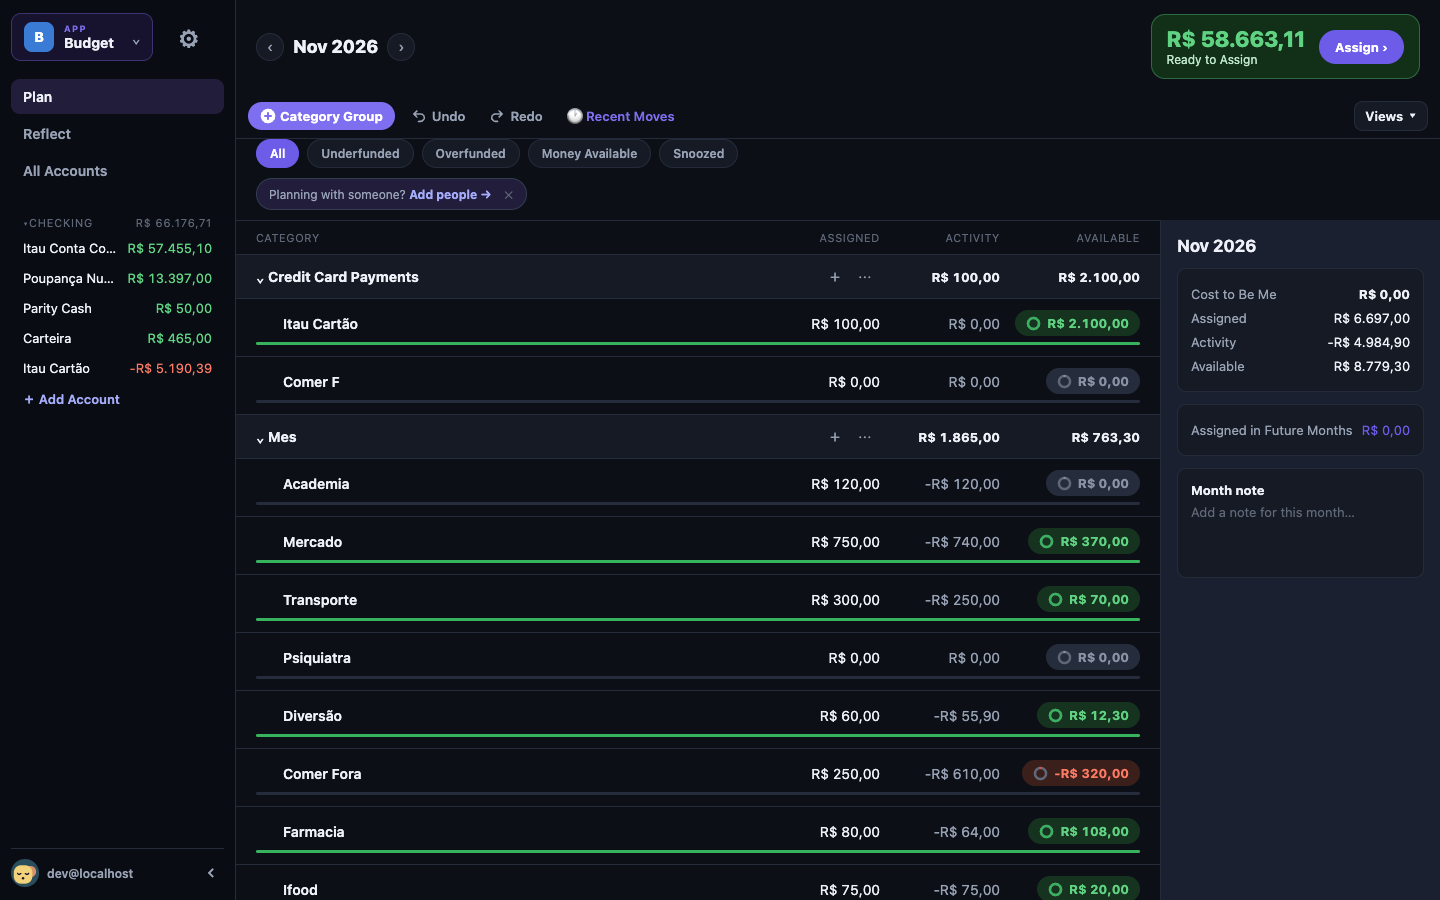 B
APP
Budget
Plan
Reflect
All Accounts
CHECKING R$ 66.176,71
Itau Conta Co... R$ 57.455,10
Poupança Nu... R$ 13.397,00
Parity Cash R$ 50,00
Carteira R$ 465,00
Itau Cartão -R$ 5.190,39
+ Add Account
dev@localhost
‹ Nov 2026 ›
R$ 58.663,11
Ready to Assign
Assign ›
Category Group Undo Redo Recent Moves Views
All Underfunded Overfunded Money Available Snoozed
Planning with someone? Add people → ×
CATEGORY ASSIGNED ACTIVITY AVAILABLE
Credit Card Payments + ··· R$ 100,00 R$ 2.100,00
Itau Cartão R$ 100,00 R$ 0,00 R$ 2.100,00
Comer F R$ 0,00 R$ 0,00 R$ 0,00
Mes + ··· R$ 1.865,00 R$ 763,30
Academia R$ 120,00 -R$ 120,00 R$ 0,00
Mercado R$ 750,00 -R$ 740,00 R$ 370,00
Transporte R$ 300,00 -R$ 250,00 R$ 70,00
Psiquiatra R$ 0,00 R$ 0,00 R$ 0,00
Diversão R$ 60,00 -R$ 55,90 R$ 12,30
Comer Fora R$ 250,00 -R$ 610,00 -R$ 320,00
Farmacia R$ 80,00 -R$ 64,00 R$ 108,00
Ifood R$ 75,00 -R$ 75,00 R$ 20,00
Nov 2026
Cost to Be Me R$ 0,00
Assigned R$ 6.697,00
Activity -R$ 4.984,90
Available R$ 8.779,30
Assigned in Future Months R$ 0,00
Month note
Add a note for this month...